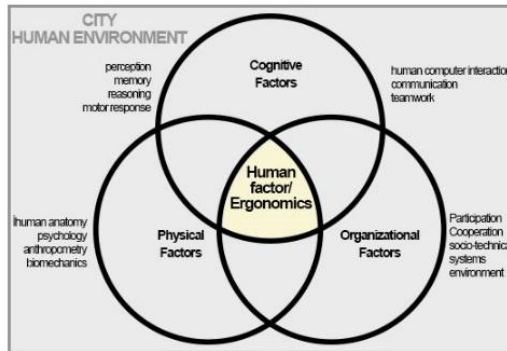 CITY
HUMAN ENVIRONMENT
perception
memory
reasoning
motor response
Cognitive
Factors
human computer interaction
communication
teamwork
Human
factor/
Ergonomics
human anatomy
psychology
anthropometry
biomechanics
Physical
Factors
Organizational
Factors
Participation
Cooperation
socio-technical
systems
environment